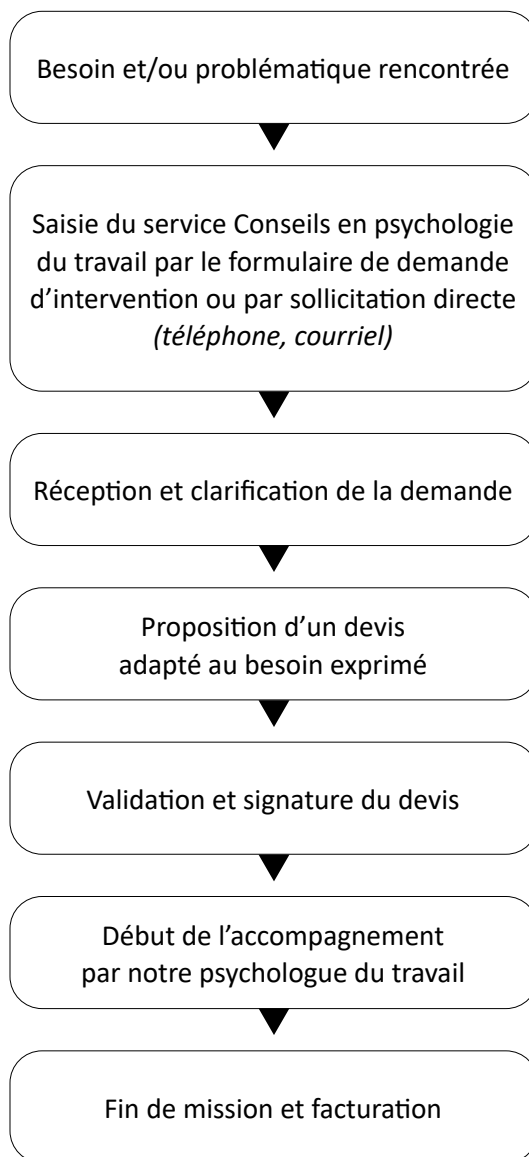 Besoin et/ou problématique rencontrée
Saisie du service Conseils en psychologie
du travail par le formulaire de demande
d’intervention ou par sollicitation directe
(téléphone, courriel)
Réception et clarification de la demande
Proposition d’un devis
adapté au besoin exprimé
Validation et signature du devis
Début de l’accompagnement
par notre psychologue du travail
Fin de mission et facturation